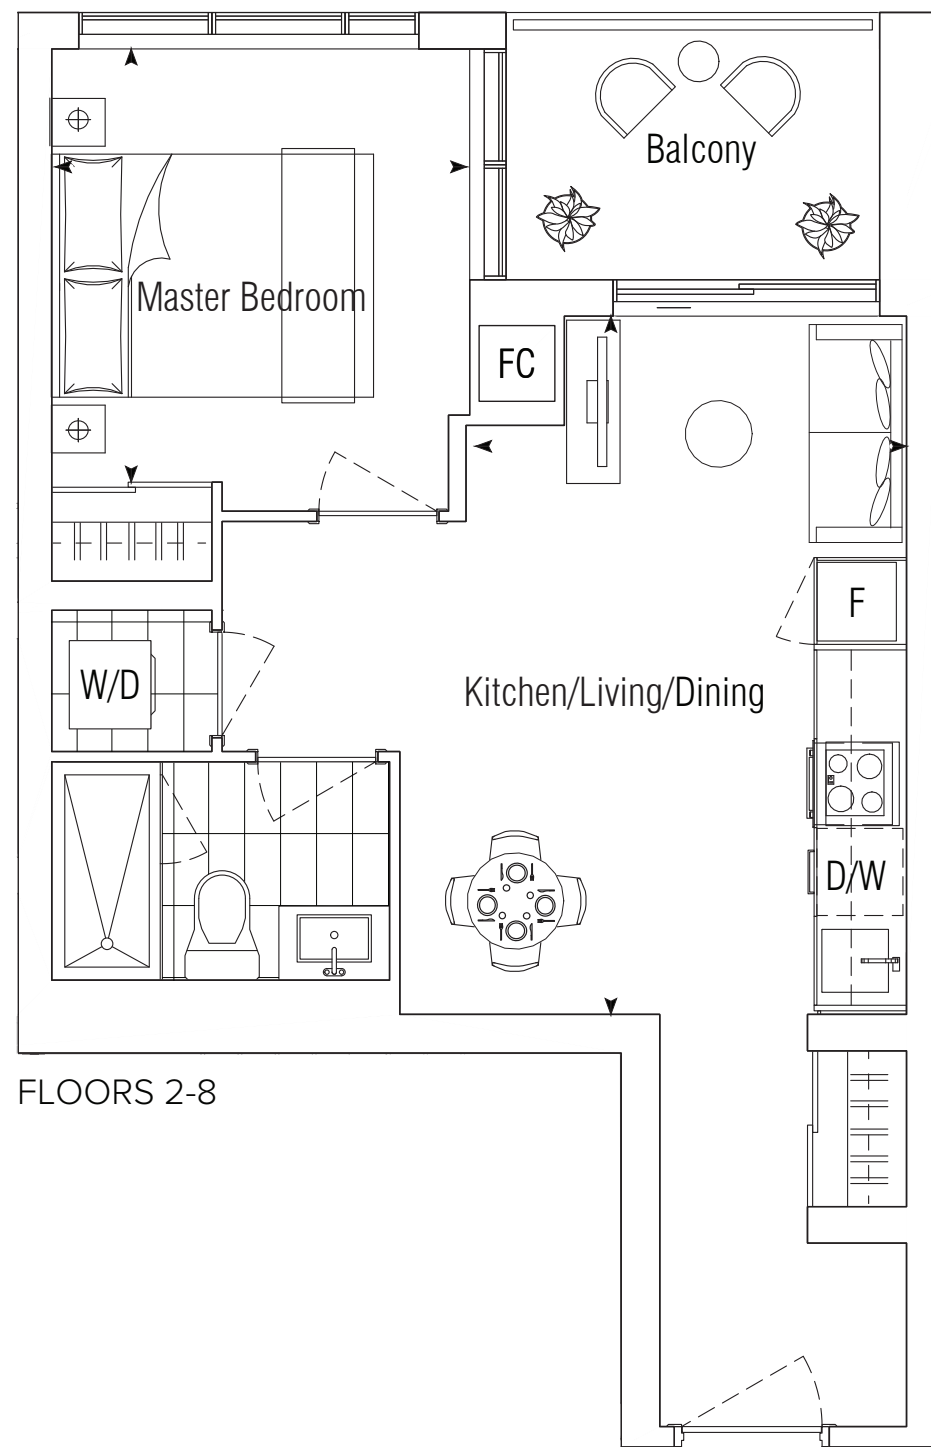 Balcony
Master Bedroom
FC
F
W/D
Kitchen/Living/Dining
D/W
FLOORS 2-8